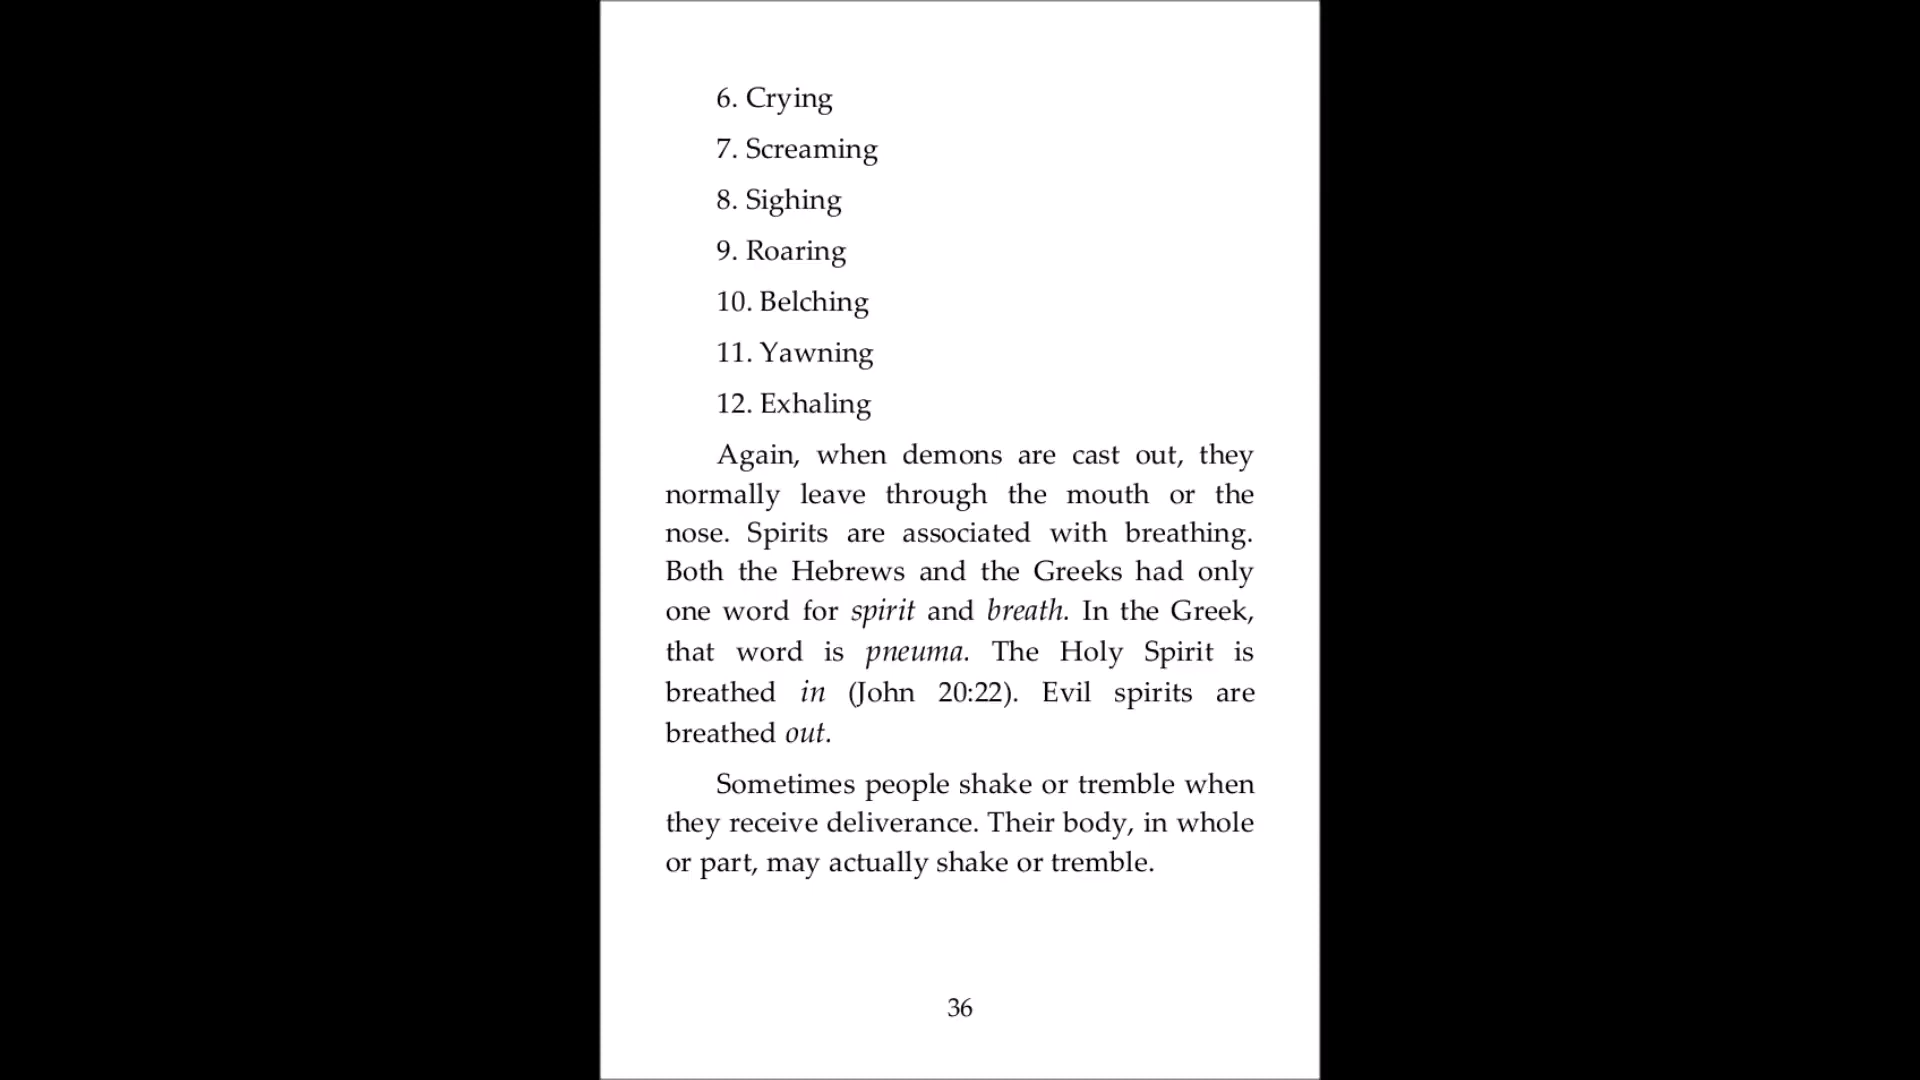 6. Crying
7. Screaming
8. Sighing
9. Roaring
10. Belching
11. Yawning
12. Exhaling
Again, when demons are cast out, they
normally leave through the mouth or the
nose. Spirits are associated with breathing.
Both the Hebrews and the Greeks had only
one word for spirit and breath. In the Greek,
that word is pneuma. The Holy Spirit is
breathed in (John 20:22). Evil spirits are
breathed out.
Sometimes people shake or tremble when
they receive deliverance. Their body, in whole
or part, may actually shake or tremble.
36